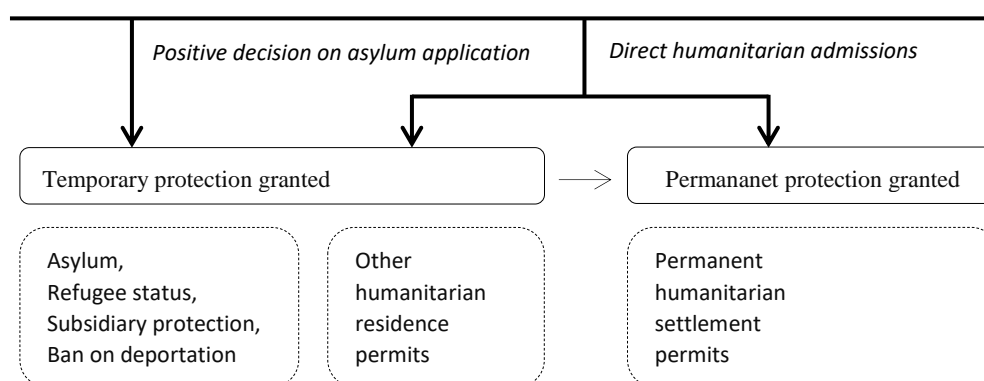 Positive decision on asylum application
Direct humanitarian admissions
Temporary protection granted
Permananet protection granted
Asylum,
Refugee status,
Subsidiary protection,
Ban on deportation
Other
humanitarian
residence
permits
Permanent
humanitarian
settlement
permits